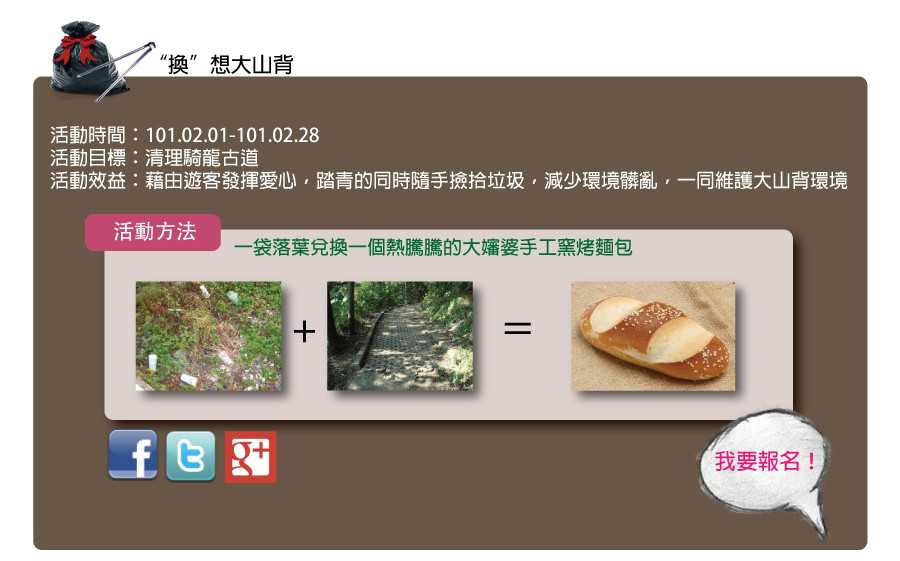 “換”想大山背
活動時間：101.02.01-101.02.28
活動目標：清理騎龍古道
活動效益：藉由遊客發揮愛心，踏青的同時隨手撿拾垃圾，減少環境髒亂，一同維護大山背環境
活動方法
一袋落葉兌換一個熱騰騰的大嬸婆手工窯烤麵包
+
=
f
t
g+
我要報名！